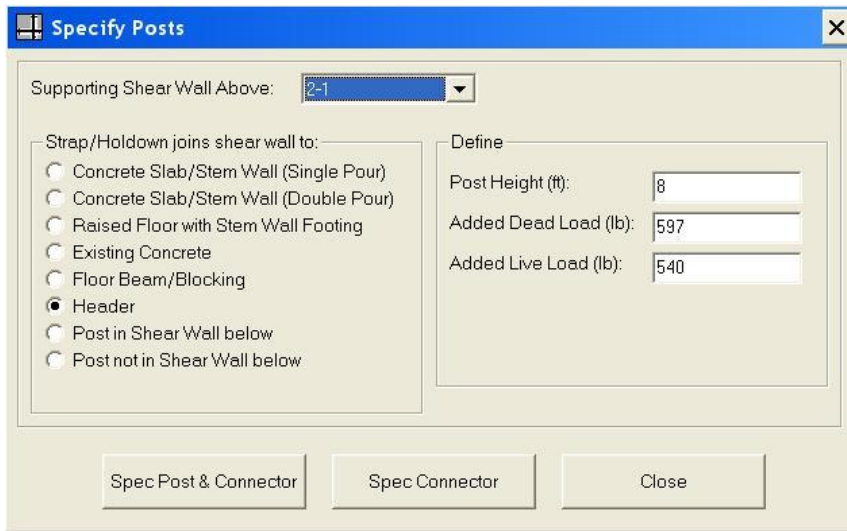 Specify Posts
Supporting Shear Wall Above: 2-1
Strap/Holdown joins shear wall to:
Concrete Slab/Stem Wall (Single Pour)
Concrete Slab/Stem Wall (Double Pour)
Raised Floor with Stem Wall Footing
Existing Concrete
Floor Beam/Blocking
Header
Post in Shear Wall below
Post not in Shear Wall below
Define
Post Height (ft): 8
Added Dead Load (lb): 597
Added Live Load (lb): 540
Spec Post & Connector
Spec Connector
Close